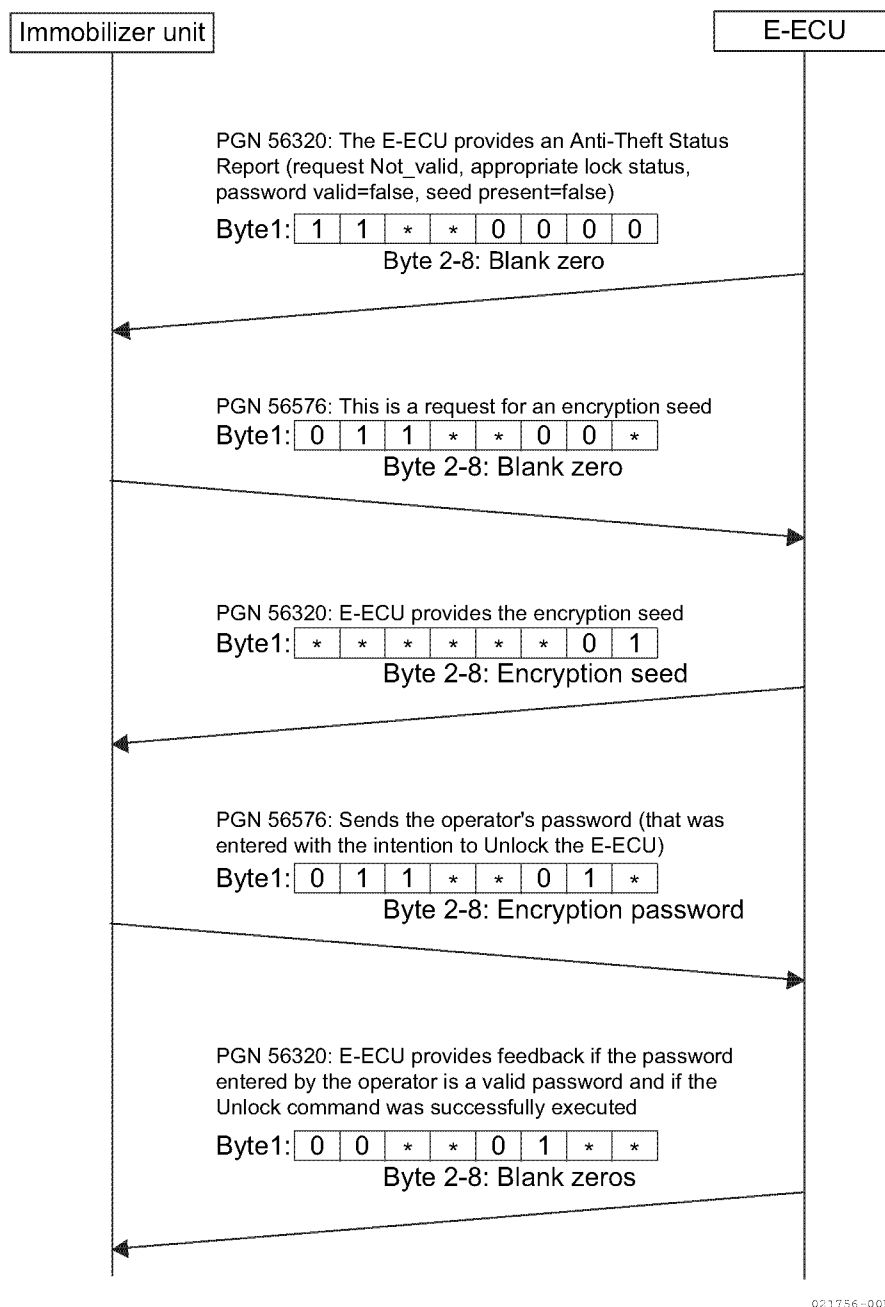 Immobilizer unit
E-ECU
PGN 56320: The E-ECU provides an Anti-Theft Status
Report (request Not_valid, appropriate lock status,
password valid=false, seed present=false)
Byte1: 1 1 * * 0 0 0 0
Byte 2-8: Blank zero
PGN 56576: This is a request for an encryption seed
Byte1: 0 1 1 * * 0 0 *
Byte 2-8: Blank zero
PGN 56320: E-ECU provides the encryption seed
Byte1: * * * * * * 0 1
Byte 2-8: Encryption seed
PGN 56576: Sends the operator's password (that was
entered with the intention to Unlock the E-ECU)
Byte1: 0 1 1 * * 0 1 *
Byte 2-8: Encryption password
PGN 56320: E-ECU provides feedback if the password
entered by the operator is a valid password and if the
Unlock command was successfully executed
Byte1: 0 0 * * 0 1 * *
Byte 2-8: Blank zeros